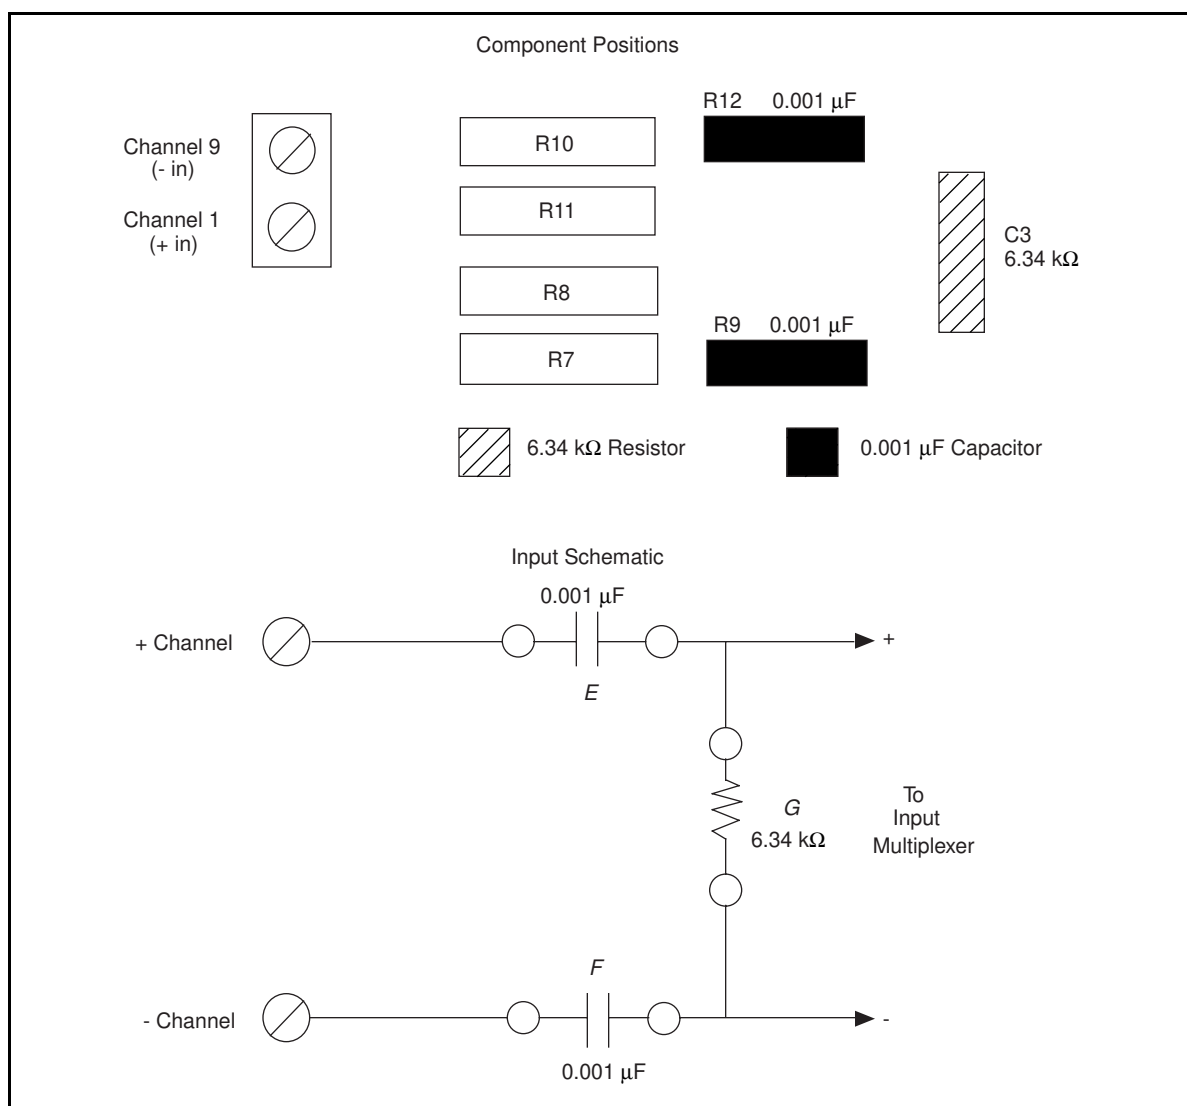 Component Positions
R12 0.001 μF
Channel 9
(- in)
R10
Channel 1
(+ in)
R11
C3
6.34 kΩ
R8
R9 0.001 μF
R7
6.34 kΩ Resistor
0.001 μF Capacitor
Input Schematic
0.001 μF
+ Channel
+
E
G
6.34 kΩ
To
Input
Multiplexer
F
- Channel
-
0.001 μF